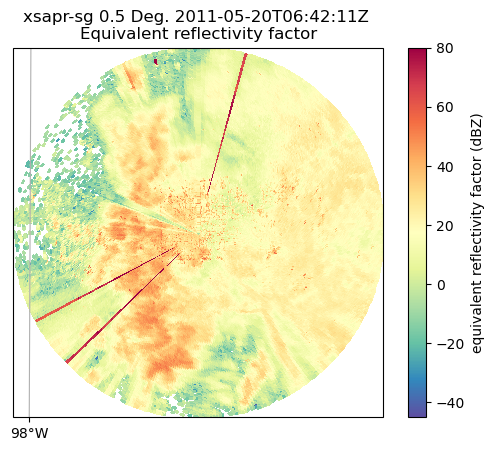 xsapr-sg 0.5 Deg. 2011-05-20T06:42:11Z
Equivalent reflectivity factor
80
60
40
20
0
−20
−40
equivalent reflectivity factor (dBZ)
98°W